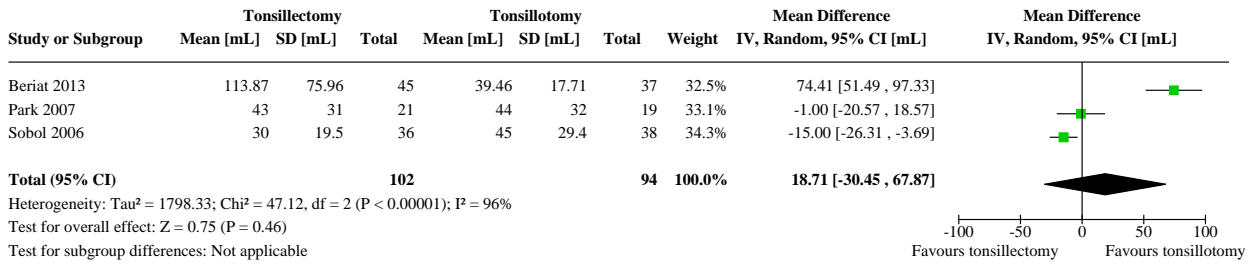 Tonsillectomy Tonsillotomy Mean Difference Mean Difference
Study or Subgroup Mean [mL] SD [mL] Total Mean [mL] SD [mL] Total Weight IV, Random, 95% CI [mL] IV, Random, 95% CI [mL]
Beriat 2013 113.87 75.96 45 39.46 17.71 37 32.5% 74.41 [51.49 , 97.33]
Park 2007 43 31 21 44 32 19 33.1% -1.00 [-20.57 , 18.57]
Sobol 2006 30 19.5 36 45 29.4 38 34.3% -15.00 [-26.31 , -3.69]
Total (95% CI) 102 94 100.0% 18.71 [-30.45 , 67.87]
Heterogeneity: Tau² = 1798.33; Chi² = 47.12, df = 2 (P < 0.00001); I² = 96%
Test for overall effect: Z = 0.75 (P = 0.46)
Test for subgroup differences: Not applicable
-100 -50 0 50 100
Favours tonsillectomy Favours tonsillotomy